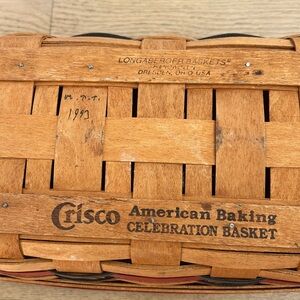 LONGABERGER BASKETS®
DRESDEN, OHIO USA
1993
Crisco American Baking
CELEBRATION BASKET